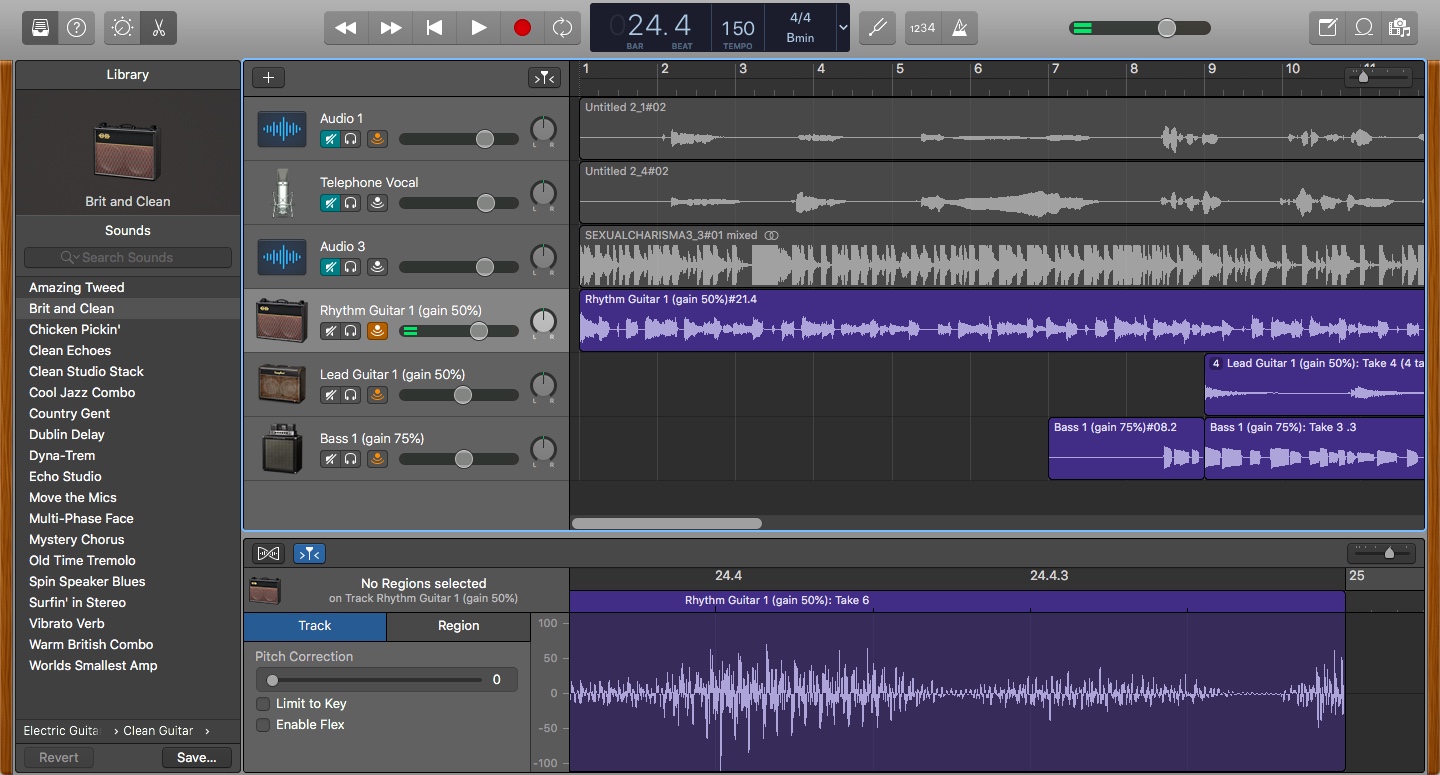 24.4
BAR BEAT
150
TEMPO
4/4
Bmin
1234
Library
Brit and Clean
Sounds
Search Sounds
Amazing Tweed
Brit and Clean
Chicken Pickin'
Clean Echoes
Clean Studio Stack
Cool Jazz Combo
Country Gent
Dublin Delay
Dyna-Trem
Echo Studio
Move the Mics
Multi-Phase Face
Mystery Chorus
Old Time Tremolo
Spin Speaker Blues
Surfin' in Stereo
Vibrato Verb
Warm British Combo
Worlds Smallest Amp
Electric Guita
Clean Guitar
Revert
Save...
1 2 3 4 5 6 7 8 9 10 11
Audio 1
L R
Untitled 2_1#02
Telephone Vocal
L R
Untitled 2_4#02
Audio 3
L R
SEXUALCHARISMA3_3#01 mixed
Rhythm Guitar 1 (gain 50%)
L R
Rhythm Guitar 1 (gain 50%)#21.4
Lead Guitar 1 (gain 50%)
L R
4 Lead Guitar 1 (gain 50%): Take 4 (4 ta
Bass 1 (gain 75%)
L R
Bass 1 (gain 75%)#08.2
Bass 1 (gain 75%): Take 3 .3
24.4 24.4.3 25
No Regions selected
on Track Rhythm Guitar 1 (gain 50%)
Rhythm Guitar 1 (gain 50%): Take 6
Track
Region
Pitch Correction
0
Limit to Key
Enable Flex
100
50
0
-50
-100